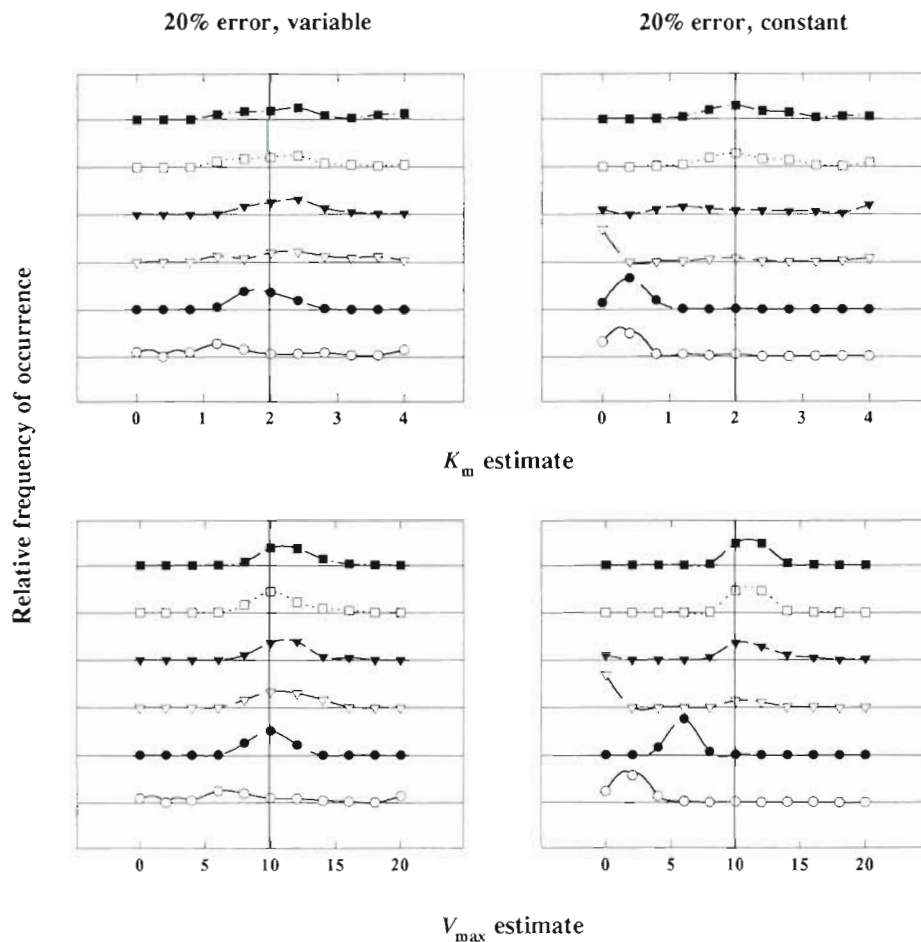 20% error, variable
20% error, constant
Relative frequency of occurrence
0 1 2 3 4
0 1 2 3 4
K_m estimate
0 5 10 15 20
0 5 10 15 20
V_max estimate